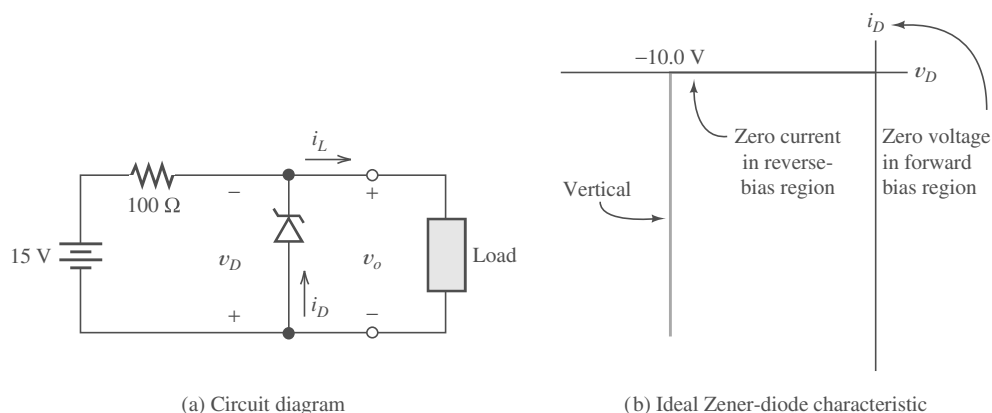 i_L
−
+
100 Ω
15 V
v_D
v_o
Load
+
i_D
−
(a) Circuit diagram
i_D
−10.0 V
v_D
Zero current
in reverse-
bias region
Zero voltage
in forward
bias region
Vertical
(b) Ideal Zener-diode characteristic